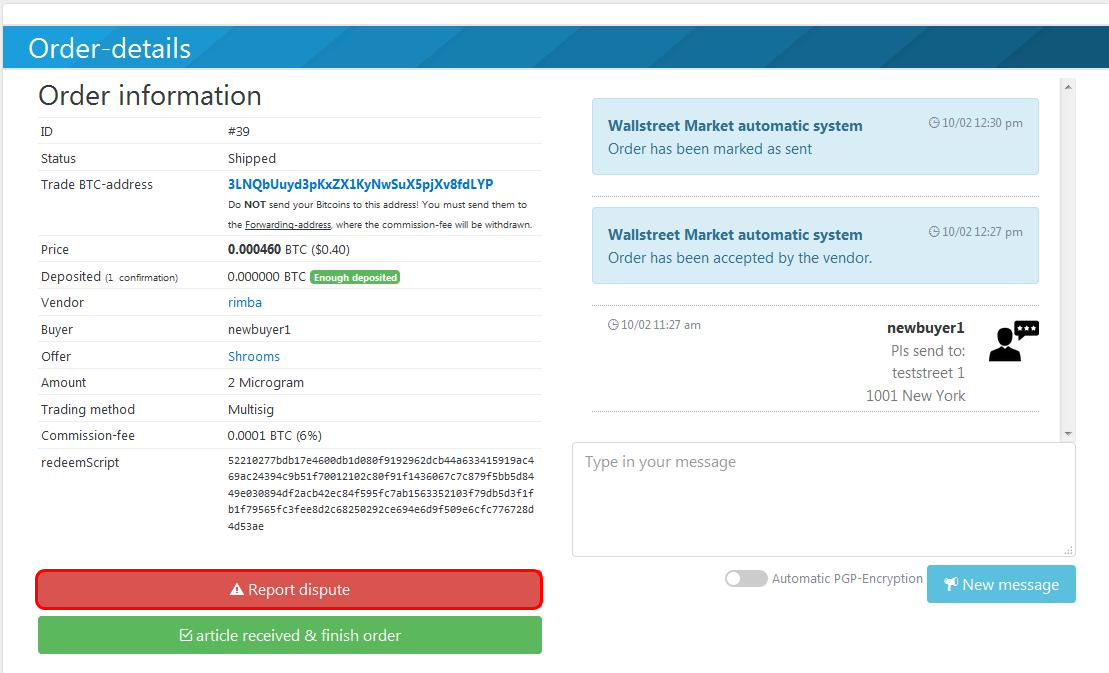 Order-details
Order information
ID #39
Status Shipped
Trade BTC-address 3LNQbUuyd3pKxZX1KyNwSuX5pjXv8fdLYP
Do NOT send your Bitcoins to this address! You must send them to
the Forwarding-address, where the commission-fee will be withdrawn.
Price 0.000460 BTC ($0.40)
Deposited (1 confirmation) 0.000000 BTC Enough deposited
Vendor rimba
Buyer newbuyer1
Offer Shrooms
Amount 2 Microgram
Trading method Multisig
Commission-fee 0.0001 BTC (6%)
redeemScript 52210277bdb17e4600db1d080f9192962dcb44a633415919ac4
69ac24394c9b51f70012102c80f91f1436067c7c879f5bb5d84
49e030894df2acb42ec84f595fc7ab1563352103f79db5d3f1f
b1f79565fc3fee8d2c68250292ce694e6d9f509e6cfc776728d
4d53ae
Report dispute
article received & finish order
Wallstreet Market automatic system 10/02 12:30 pm
Order has been marked as sent
Wallstreet Market automatic system 10/02 12:27 pm
Order has been accepted by the vendor.
10/02 11:27 am newbuyer1
Pls send to:
teststreet 1
1001 New York
Type in your message
Automatic PGP-Encryption New message